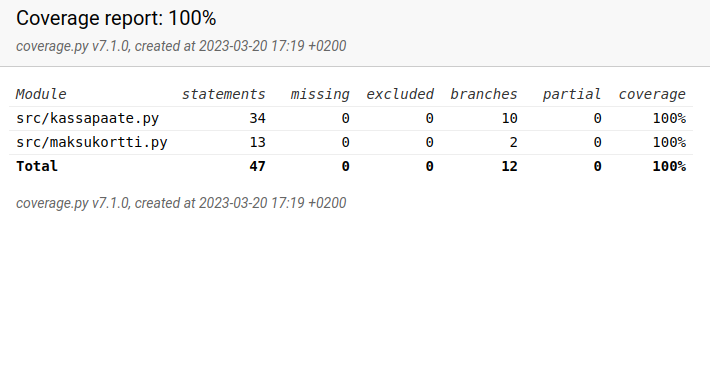 Coverage report: 100%
coverage.py v7.1.0, created at 2023-03-20 17:19 +0200
Module statements missing excluded branches partial coverage
src/kassapaate.py 34 0 0 10 0 100%
src/maksukortti.py 13 0 0 2 0 100%
Total 47 0 0 12 0 100%
coverage.py v7.1.0, created at 2023-03-20 17:19 +0200